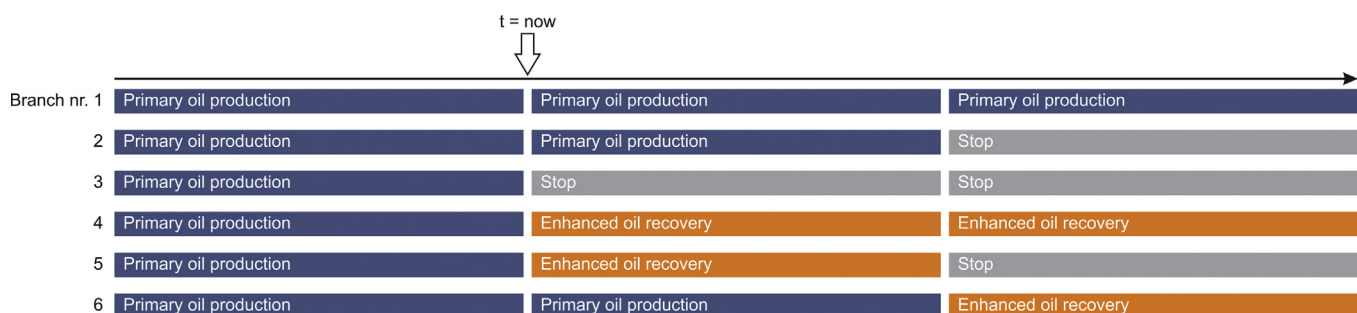 t = now
Branch nr. 1 Primary oil production Primary oil production Primary oil production
2 Primary oil production Primary oil production Stop
3 Primary oil production Stop Stop
4 Primary oil production Enhanced oil recovery Enhanced oil recovery
5 Primary oil production Enhanced oil recovery Stop
6 Primary oil production Primary oil production Enhanced oil recovery